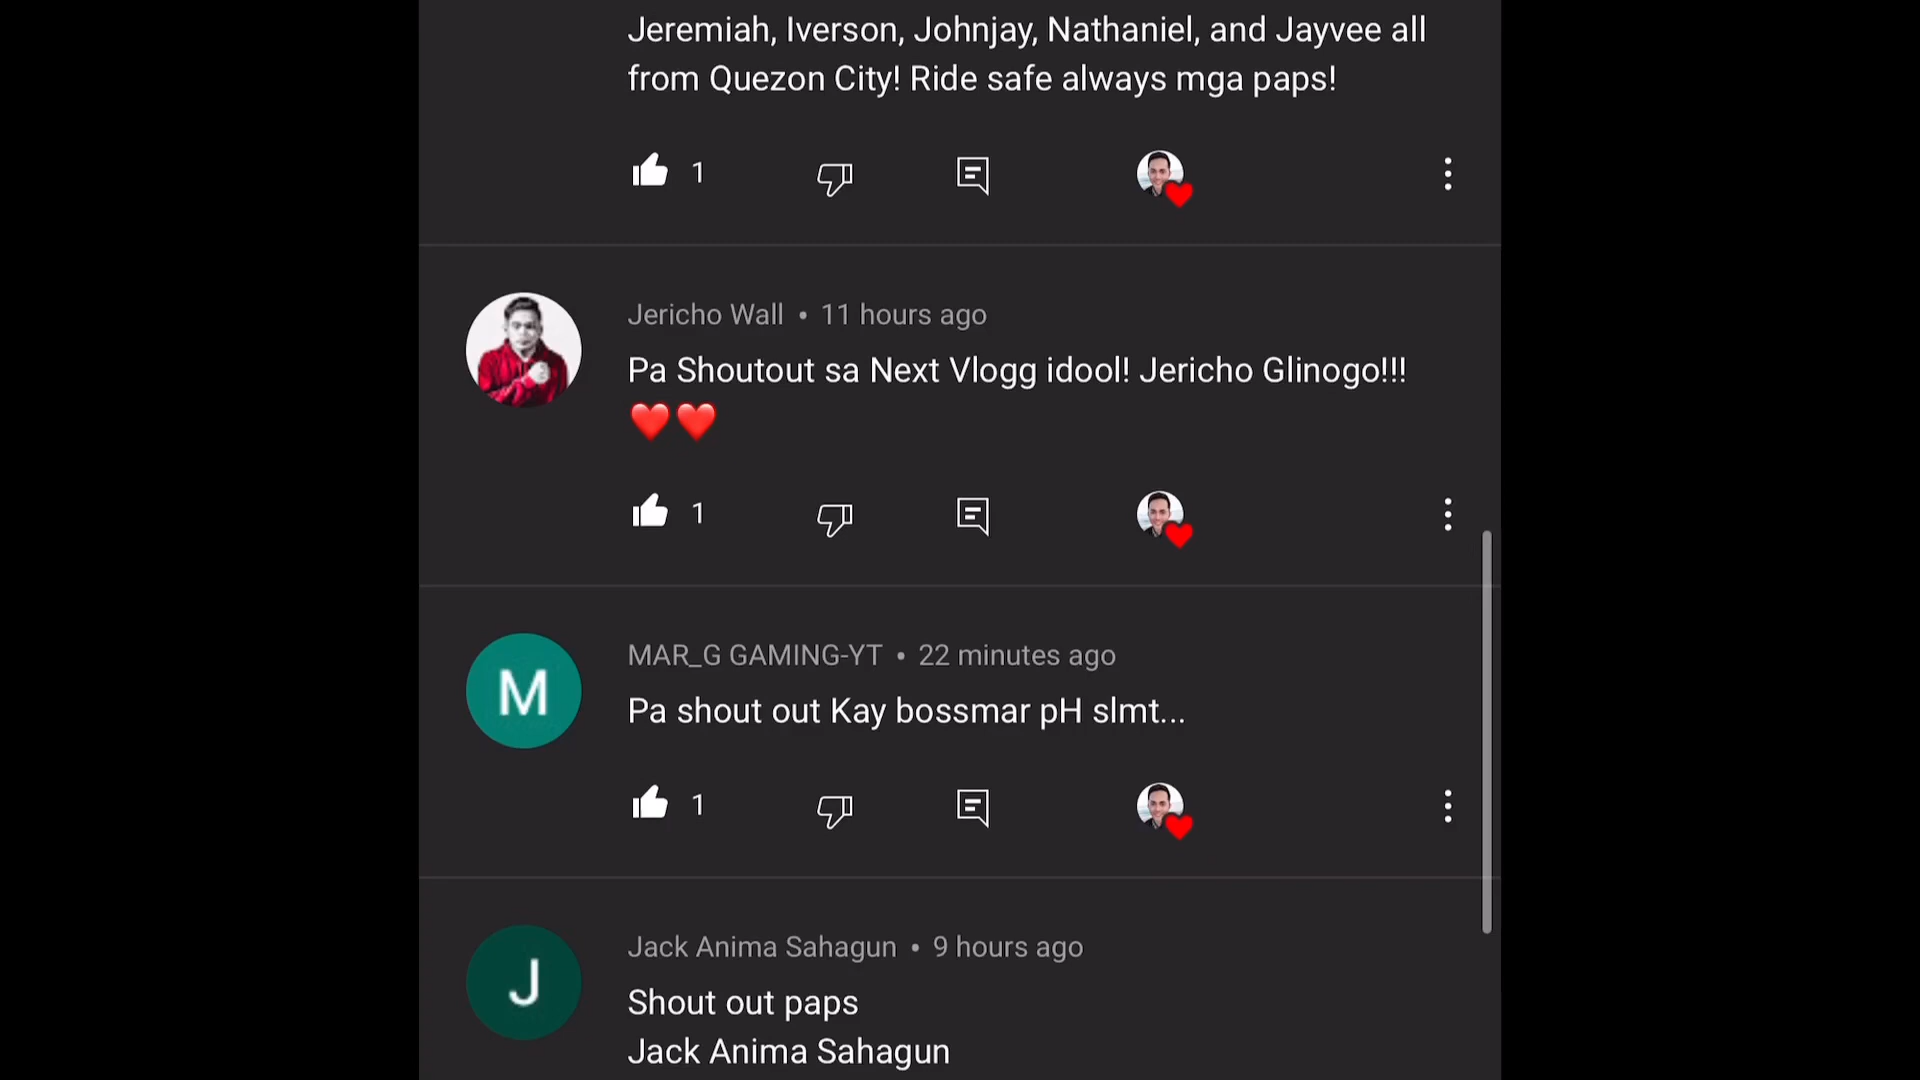 Jeremiah, Iverson, Johnjay, Nathaniel, and Jayvee all
from Quezon City! Ride safe always mga paps!
1
Jericho Wall • 11 hours ago
Pa Shoutout sa Next Vlogg idool! Jericho Glinogo!!!
❤️❤️
1
MAR_G GAMING-YT • 22 minutes ago
Pa shout out Kay bossmar pH slmt...
1
M
Jack Anima Sahagun • 9 hours ago
Shout out paps
Jack Anima Sahagun
J